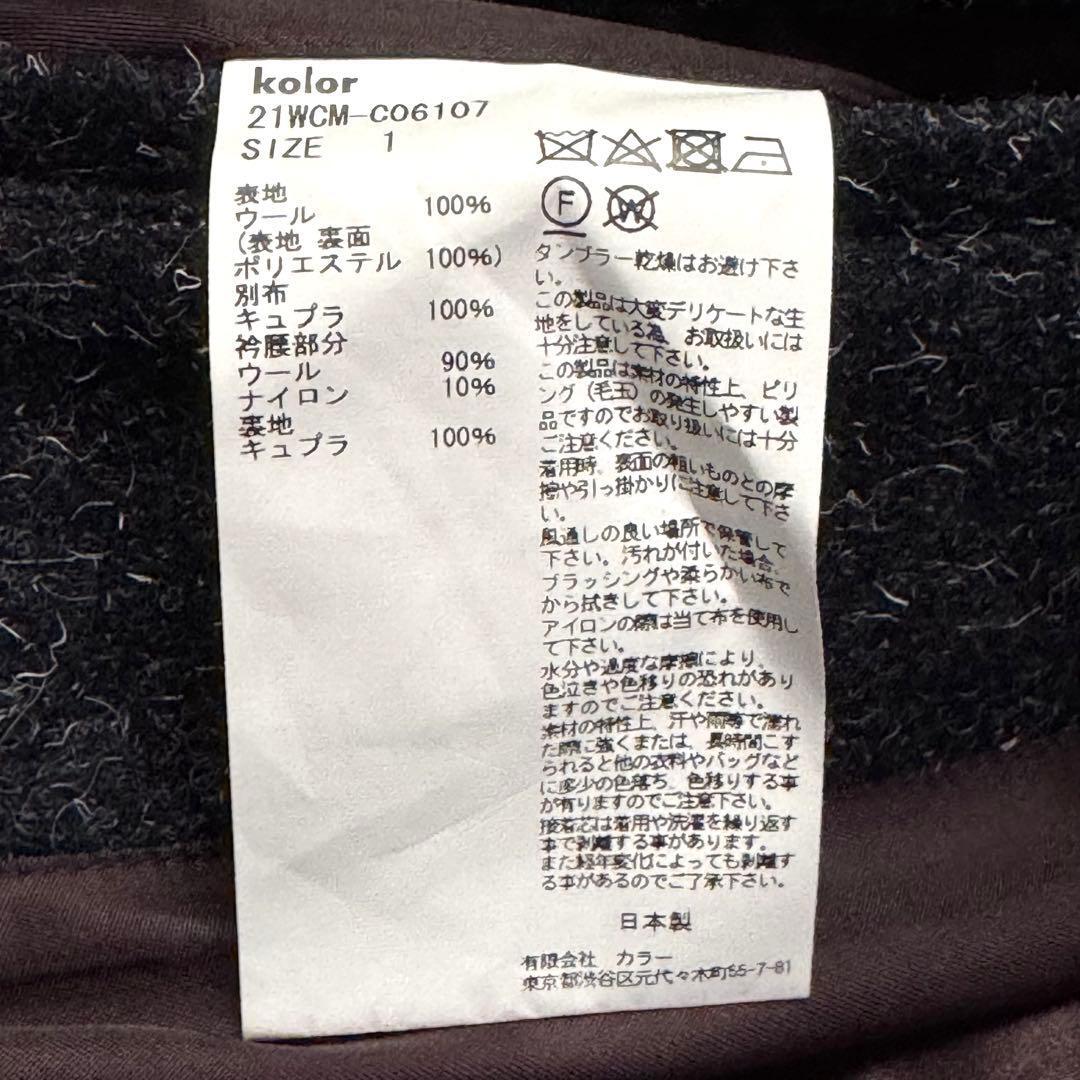 kolor
21WCM-C06107
SIZE 1
表地
ウール 100%
(表地 裏面
ポリエステル 100%)
別布
キュプラ 100%
衿腰部分
ウール 90%
ナイロン 10%
裏地
キュプラ 100%
F
W
タンブラー乾燥はお避け下さ
い。
この製品は大変デリケートな生
地をしている為、お取扱いには
十分注意して下さい。
この製品は素材の特性上、ピリ
ング(毛玉)の発生しやすい製
品ですのでお取り扱いには十分
ご注意ください。
着用時、表面の粗いものとの摩
擦や引っ掛かりに注意して下さ
い。
風通しの良い場所で保管して
下さい。汚れが付いた場合、
ブラッシングや柔らかい布で
から拭きして下さい。
アイロンの際は当て布を使用し
て下さい。
水分や過度な摩擦により、
色泣きや色移りの恐れがあり
ますのでご注意ください。
素材の特性上、汗や雨等で濡れ
た際に強くまたは、長時間こす
られると他の衣料やバッグなど
に多少の色落ち、色移りする事
が有りますのでご注意下さい。
接着芯は着用や洗濯を繰り返す
事で剥離する事があります。
また経年変化によっても剥離す
る事があるのでご了承下さい。
日本製
有限会社 カラー
東京都渋谷区元代々木町55-7-B1